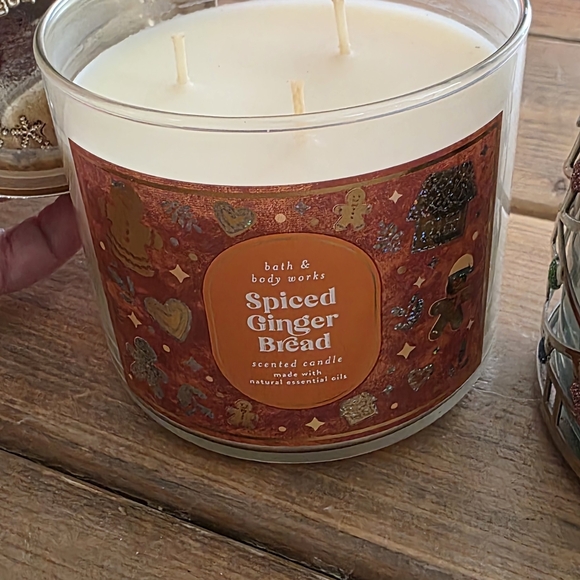 bath &
body works
Spiced
Ginger
Bread
scented candle
made with
natural essential oils